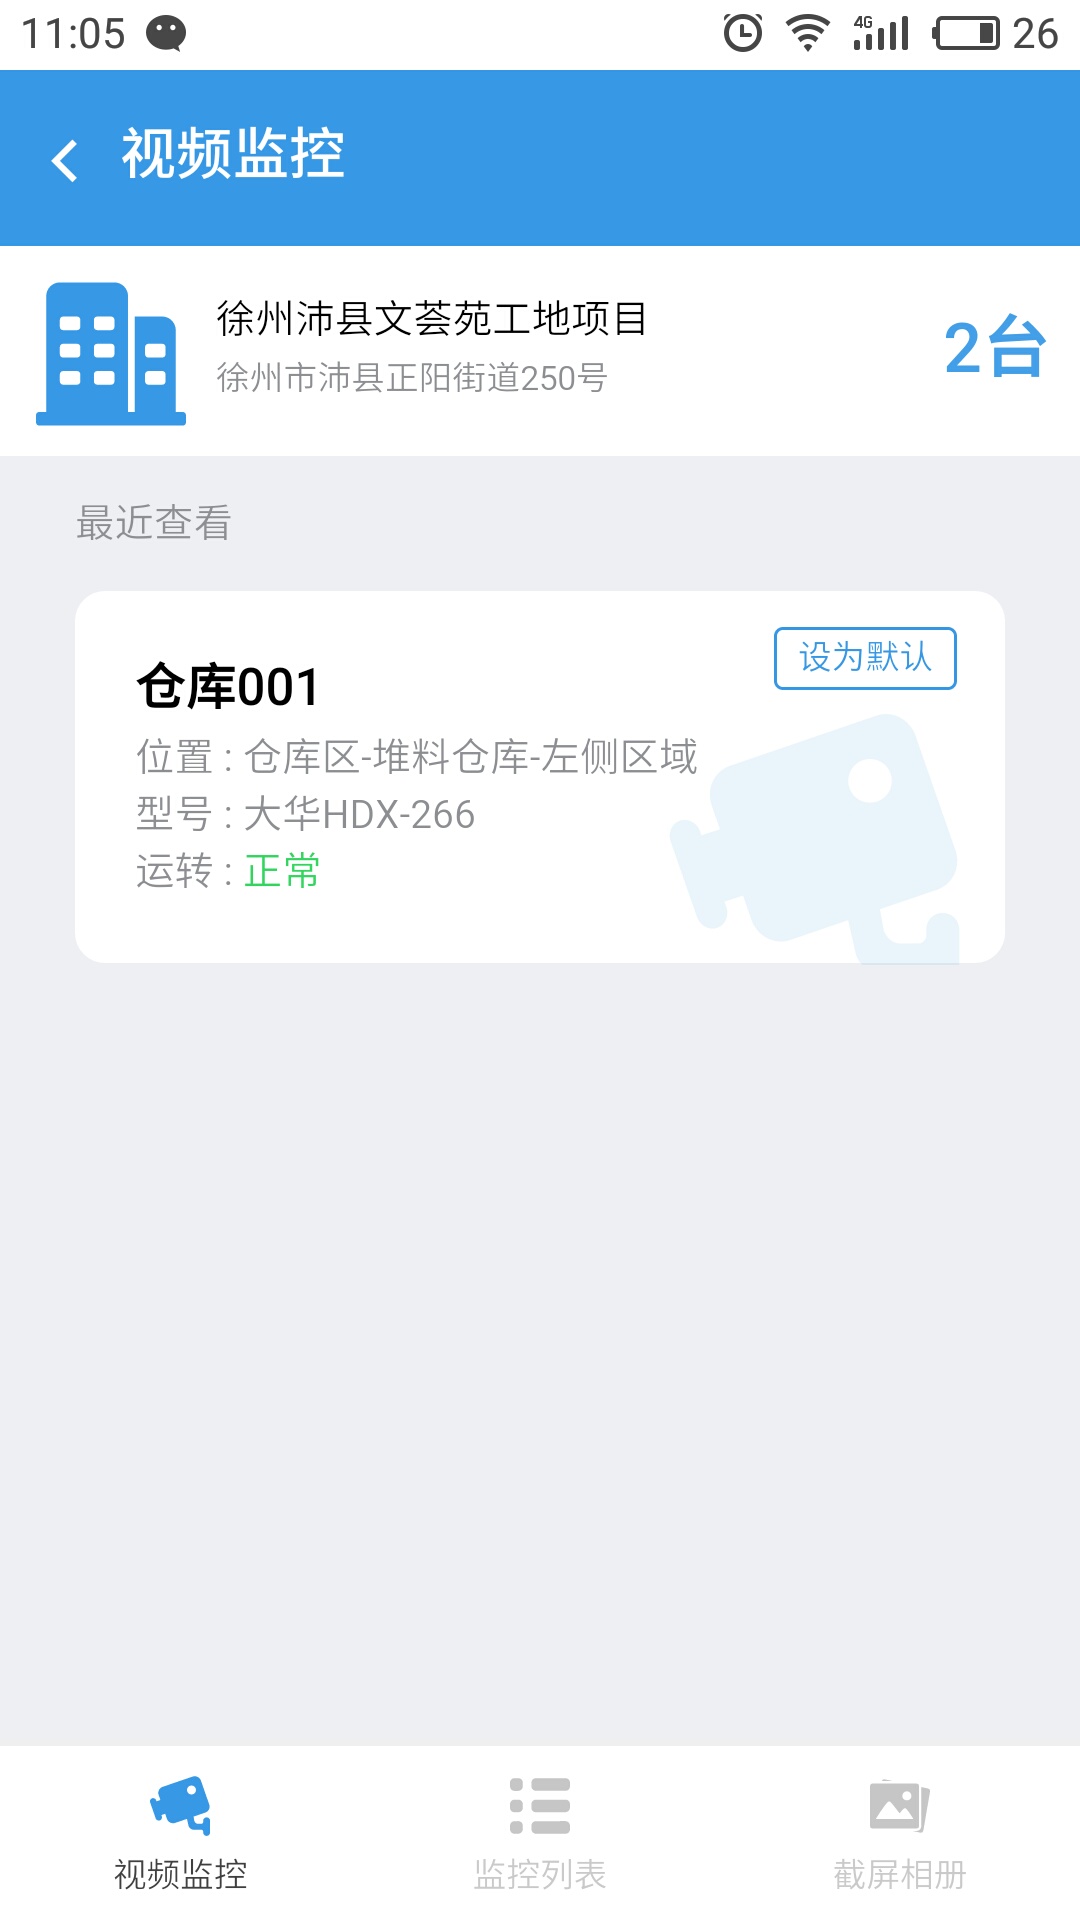 11:05
4G
26
视频监控
徐州沛县文荟苑工地项目
徐州市沛县正阳街道250号
2台
最近查看
设为默认
仓库001
位置 : 仓库区-堆料仓库-左侧区域
型号 : 大华HDX-266
运转 : 正常
视频监控
监控列表
截屏相册